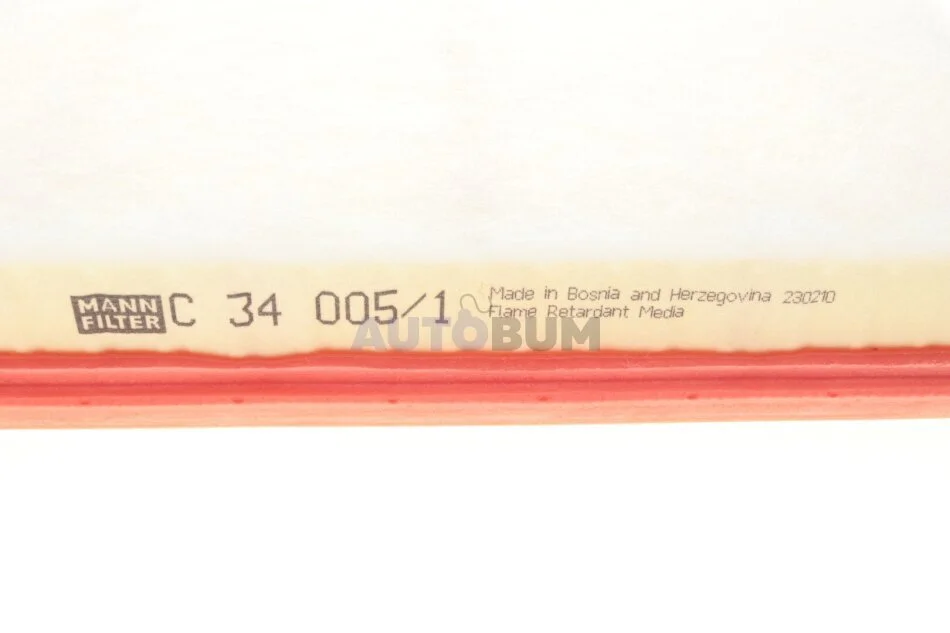 MANN
FILTER
C 34 005/1
Made in Bosnia and Herzegovina 230210
Flame Retardant Media
AUTOBUM